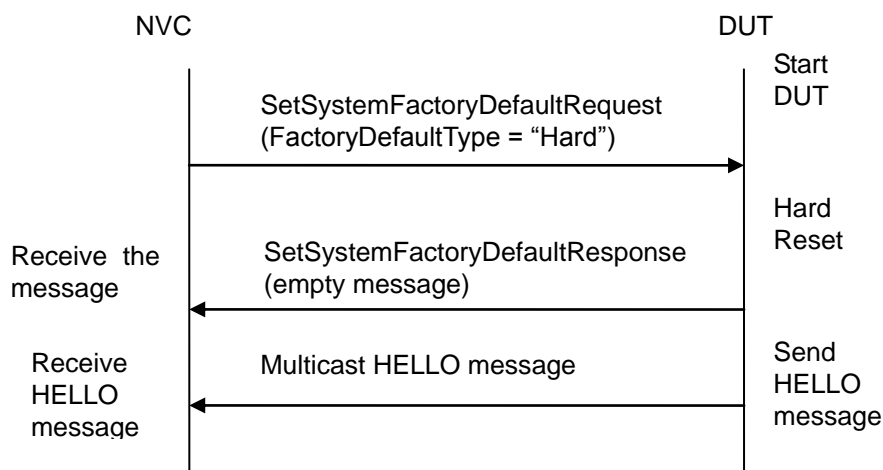 NVC
DUT
Start
DUT
SetSystemFactoryDefaultRequest
(FactoryDefaultType = “Hard”)
Hard
Reset
Receive the
message
SetSystemFactoryDefaultResponse
(empty message)
Receive
HELLO
message
Multicast HELLO message
Send
HELLO
message